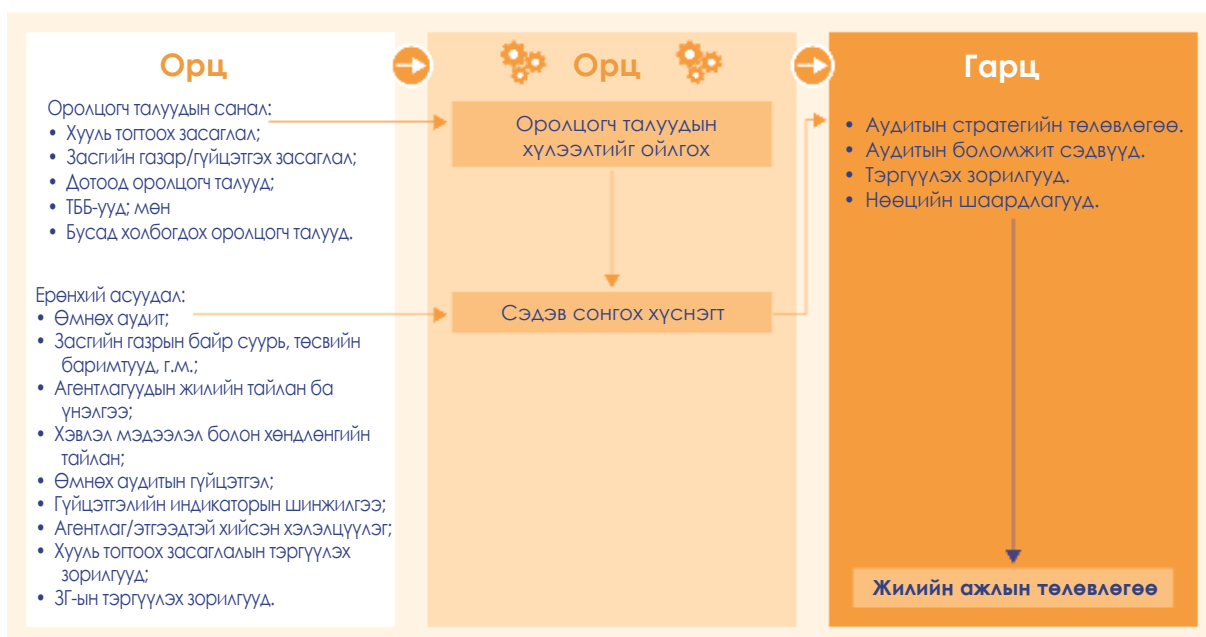 Орц
Оролцогч талуудын санал:
• Хууль тогтоох засаглал;
• Засгийн газар/гүйцэтгэх засаглал;
• Дотоод оролцогч талууд;
• ТББ-ууд; мөн
• Бусад холбогдох оролцогч талууд.
Ерөнхий асуудал:
• Өмнөх аудит;
• Засгийн газрын байр суурь, төсвийн
баримтууд, г.м.;
• Агентлагуудын жилийн тайлан ба
үнэлгээ;
• Хэвлэл мэдээлэл болон хөндлөнгийн
тайлан;
• Өмнөх аудитын гүйцэтгэл;
• Гүйцэтгэлийн индикаторын шинжилгээ;
• Агентлаг/этгээдтэй хийсэн хэлэлцүүлэг;
• Хууль тогтоох засаглалын тэргүүлэх
зорилгууд;
• ЗГ-ын тэргүүлэх зорилгууд.
Орц
Оролцогч талуудын
хүлээлтийг ойлгох
Сэдэв сонгох хүснэгт
Гарц
• Аудитын стратегийн төлөвлөгөө.
• Аудитын боломжит сэдвүүд.
• Тэргүүлэх зорилгууд.
• Нөөцийн шаардлагууд.
Жилийн ажлын төлөвлөгөө